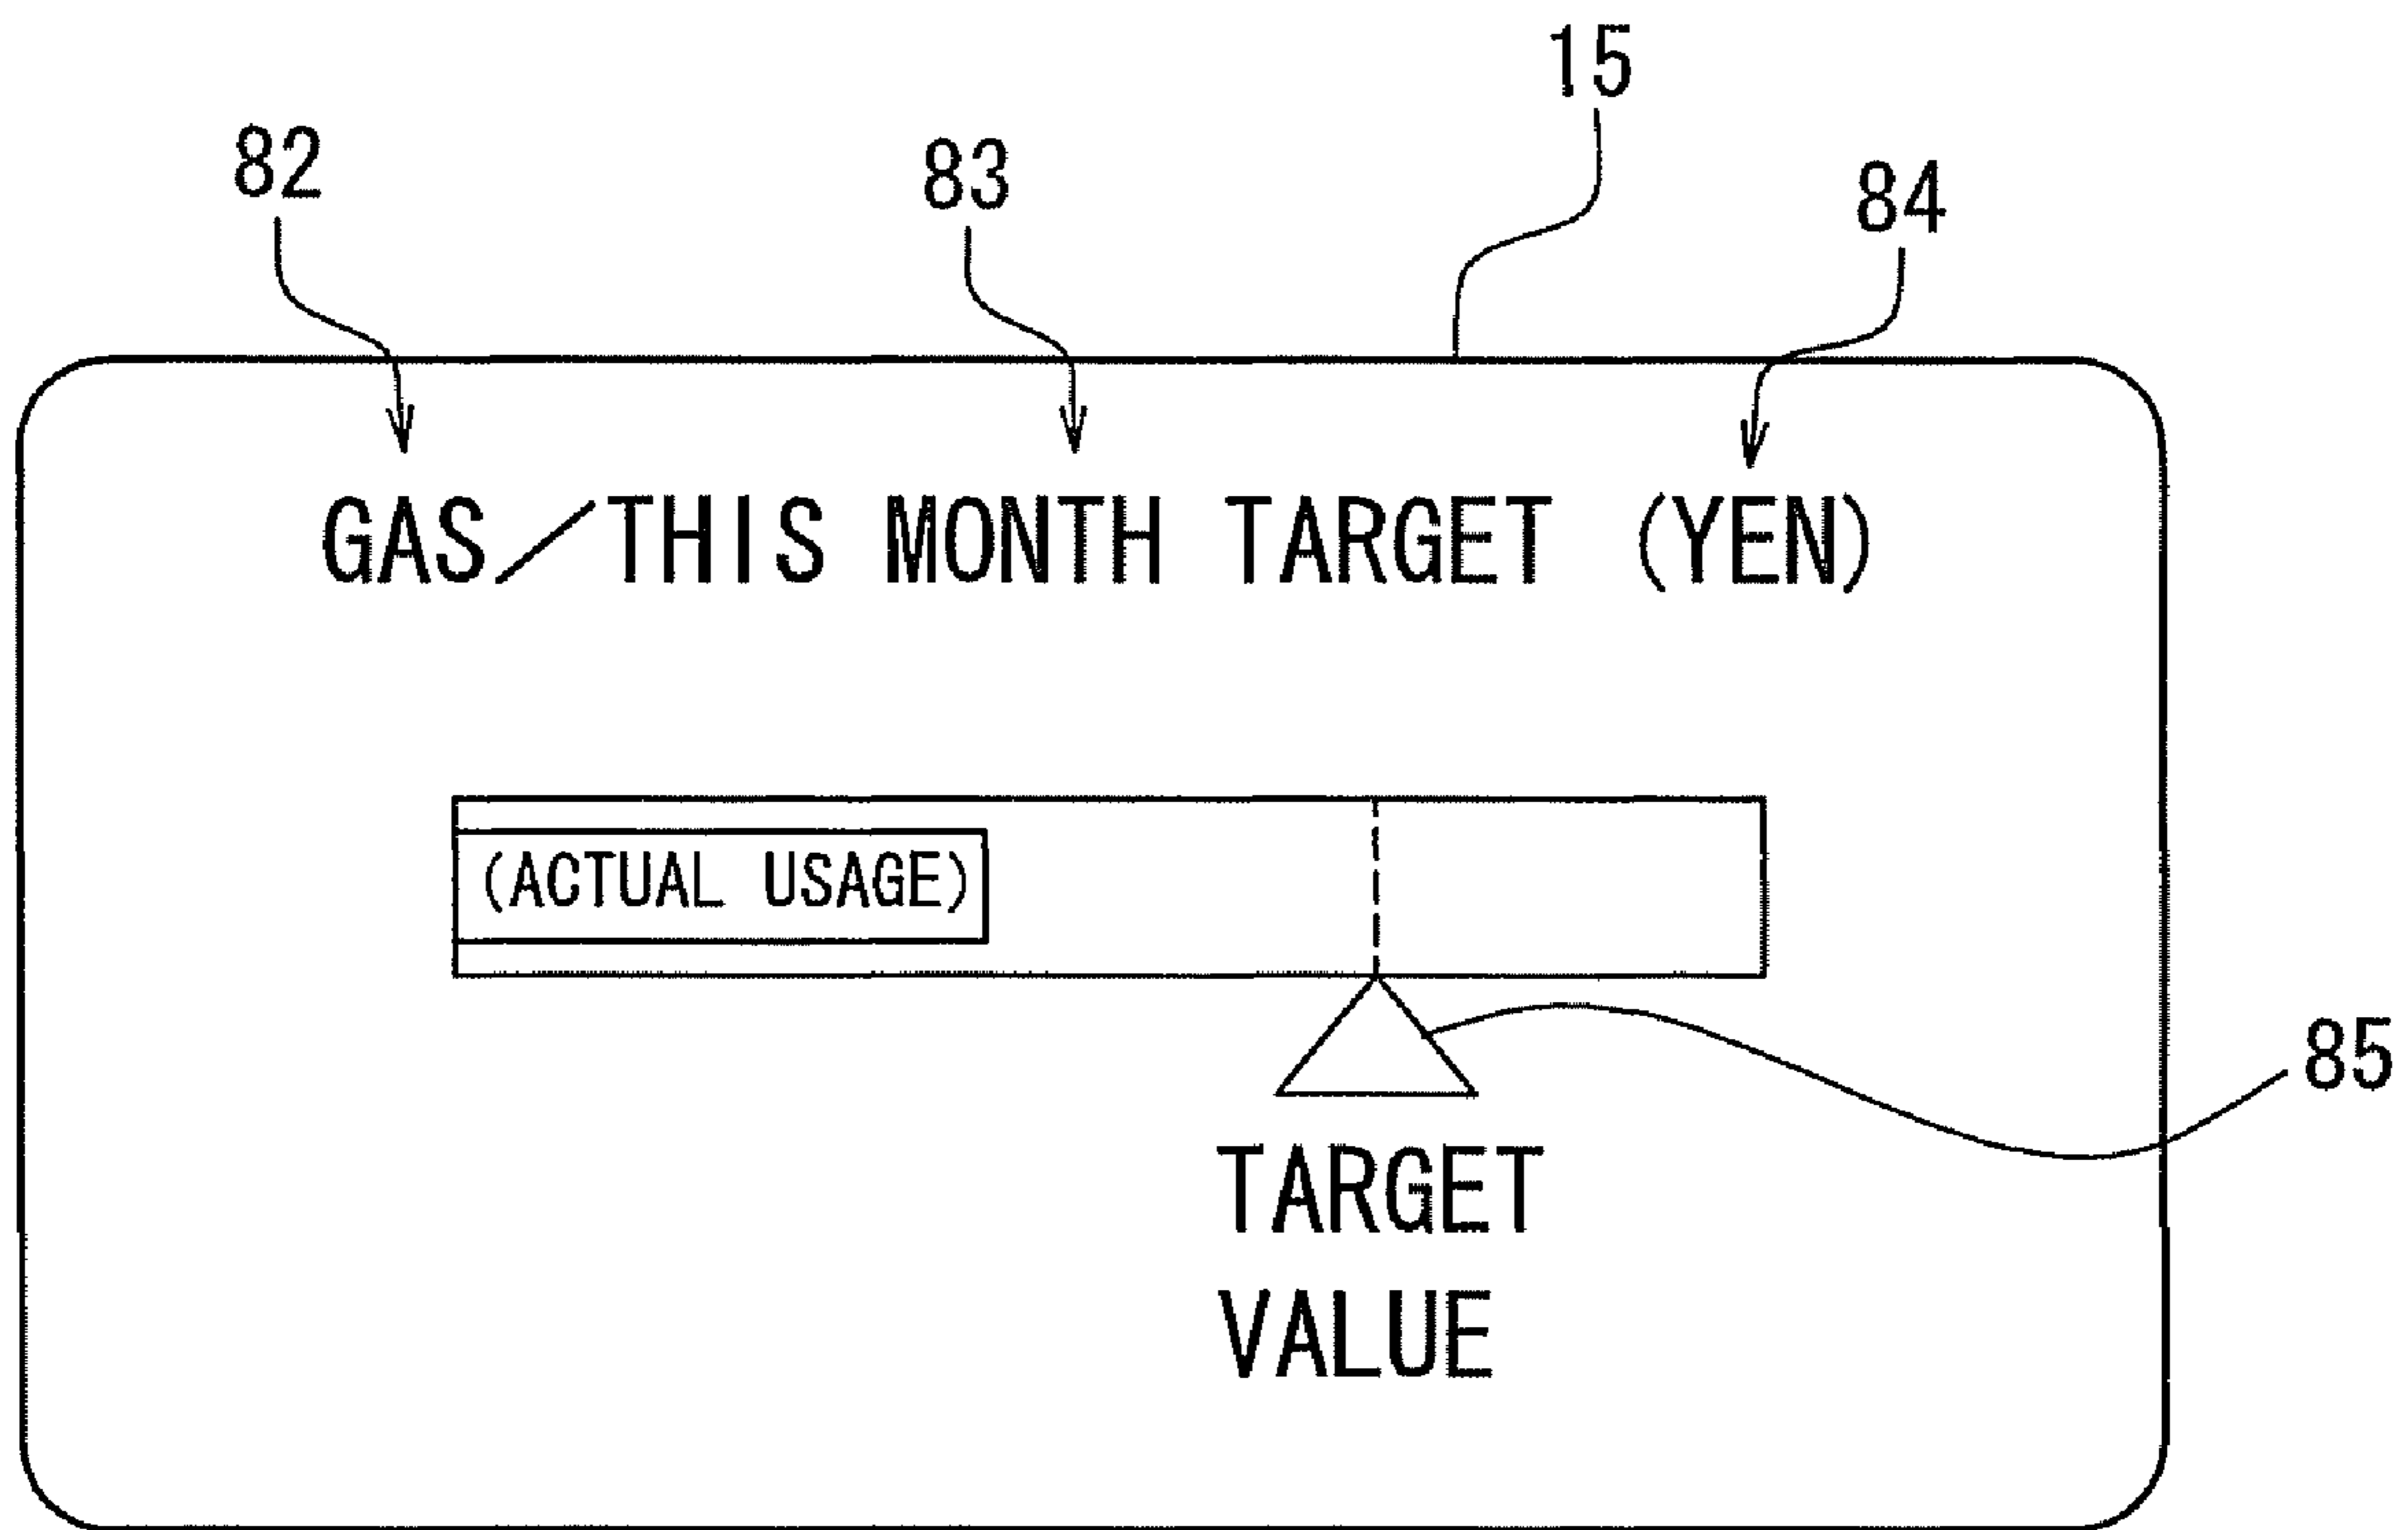 15
82 83 84
GAS/THIS MONTH TARGET (YEN)
(ACTUAL USAGE)
85
TARGET
VALUE